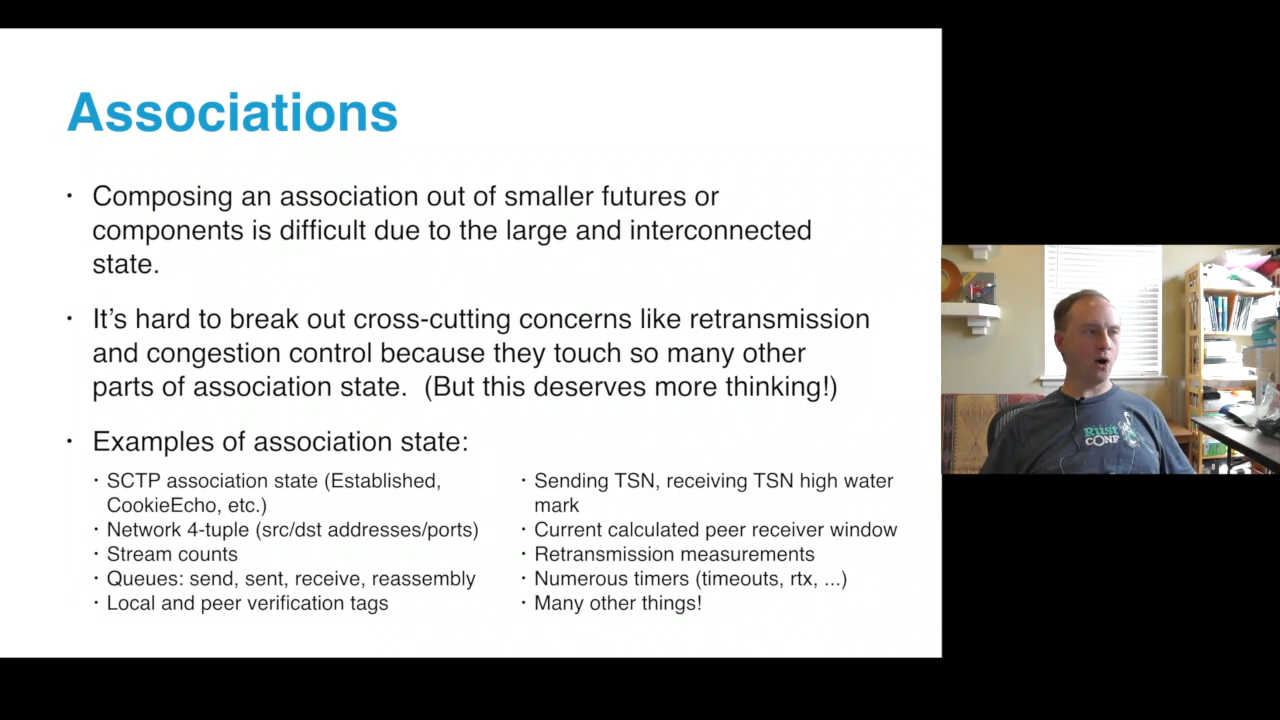 Associations
· Composing an association out of smaller futures or
components is difficult due to the large and interconnected
state.
· It’s hard to break out cross-cutting concerns like retransmission
and congestion control because they touch so many other
parts of association state.  (But this deserves more thinking!)
· Examples of association state:
· SCTP association state (Established,
CookieEcho, etc.)
· Network 4-tuple (src/dst addresses/ports)
· Stream counts
· Queues: send, sent, receive, reassembly
· Local and peer verification tags
· Sending TSN, receiving TSN high water
mark
· Current calculated peer receiver window
· Retransmission measurements
· Numerous timers (timeouts, rtx, ...)
· Many other things!
Rust
CONF